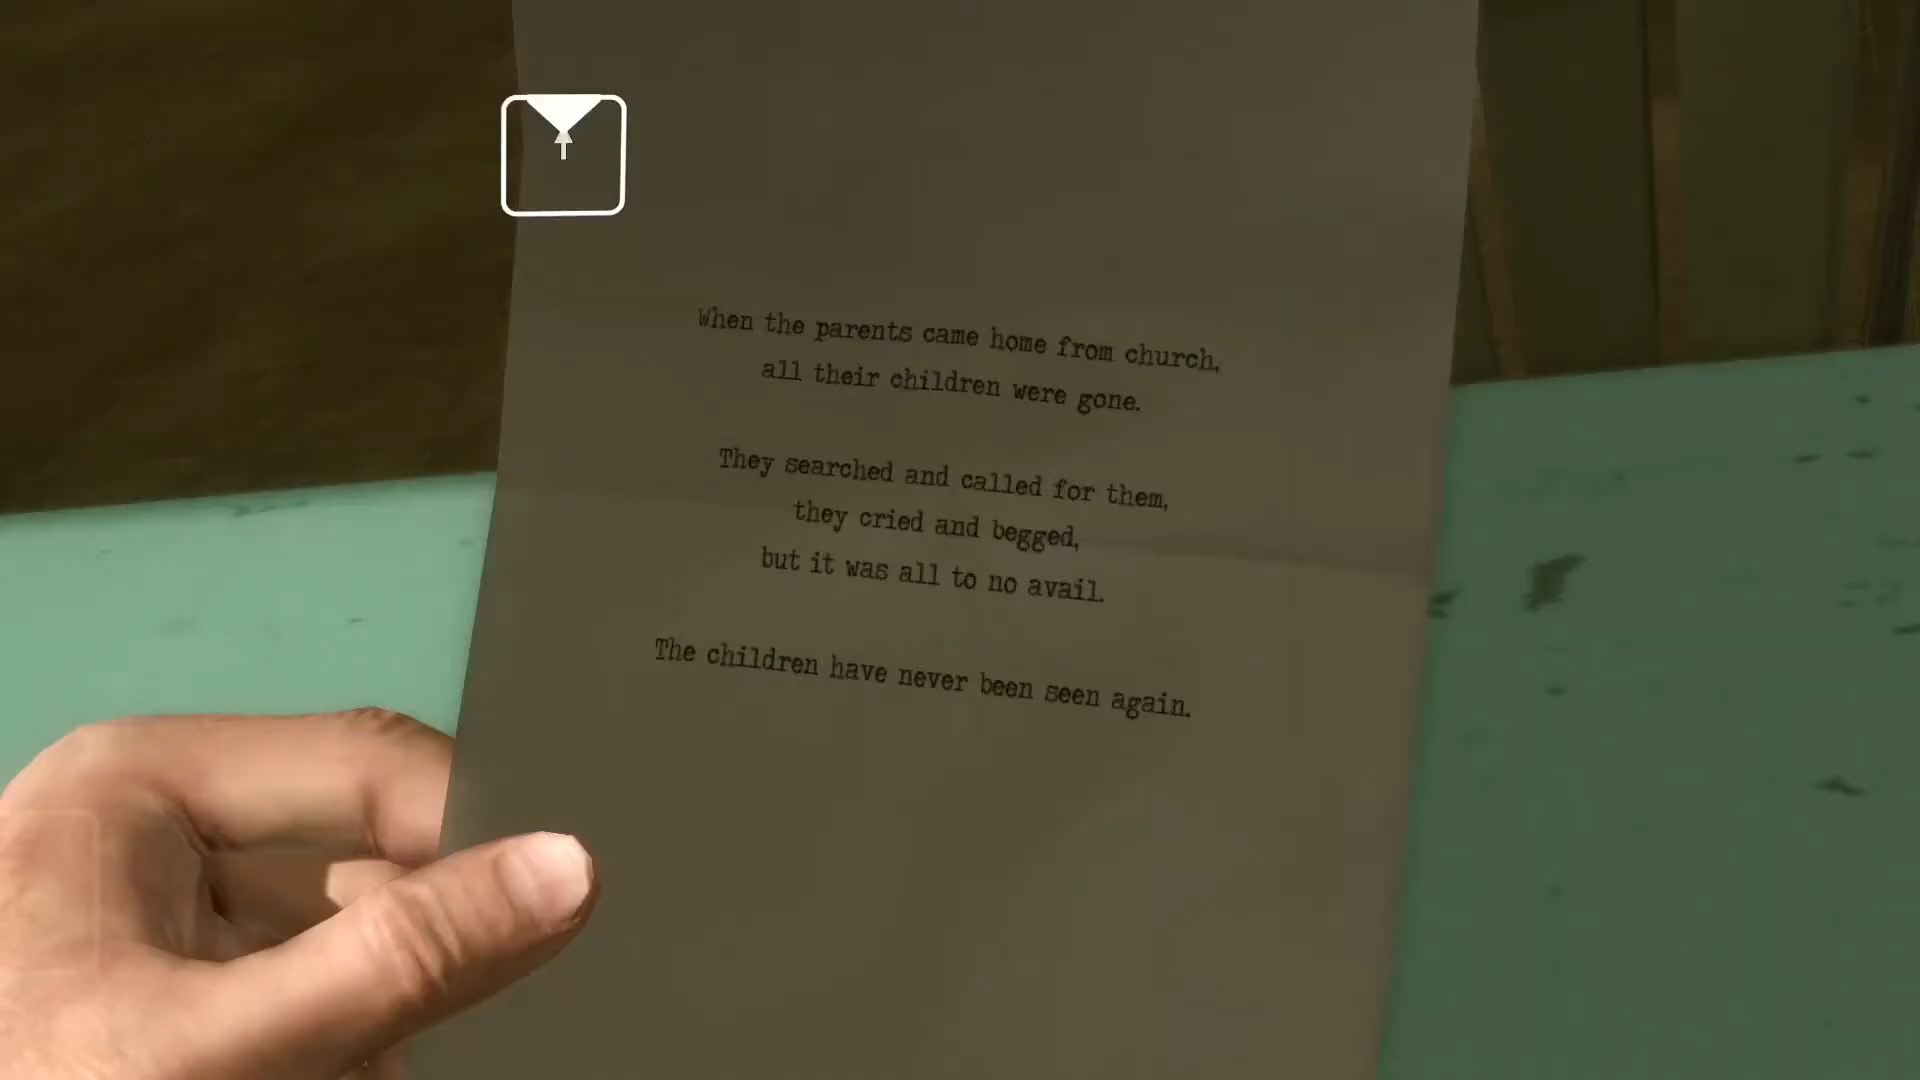 When the parents came home from church,
all their children were gone.
They searched and called for them,
they cried and begged,
but it was all to no avail.
The children have never been seen again.